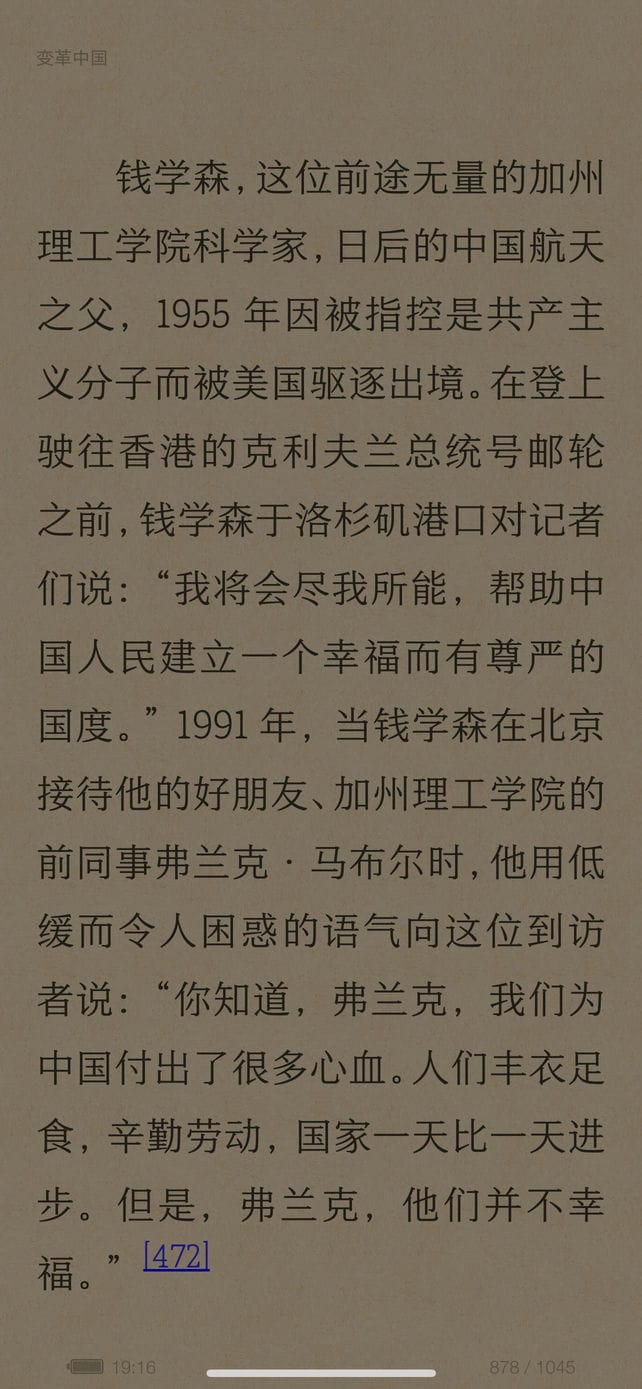 变革中国
钱学森，这位前途无量的加州
理工学院科学家，日后的中国航天
之父，1955 年因被指控是共产主
义分子而被美国驱逐出境。在登上
驶往香港的克利夫兰总统号邮轮
之前，钱学森于洛杉矶港口对记者
们说：“我将会尽我所能，帮助中
国人民建立一个幸福而有尊严的
国度。”1991 年，当钱学森在北京
接待他的好朋友、加州理工学院的
前同事弗兰克·马布尔时，他用低
缓而令人困惑的语气向这位到访
者说：“你知道，弗兰克，我们为
中国付出了很多心血。人们丰衣足
食，辛勤劳动，国家一天比一天进
步。但是，弗兰克，他们并不幸
福。” [472]
19:16 878 / 1045